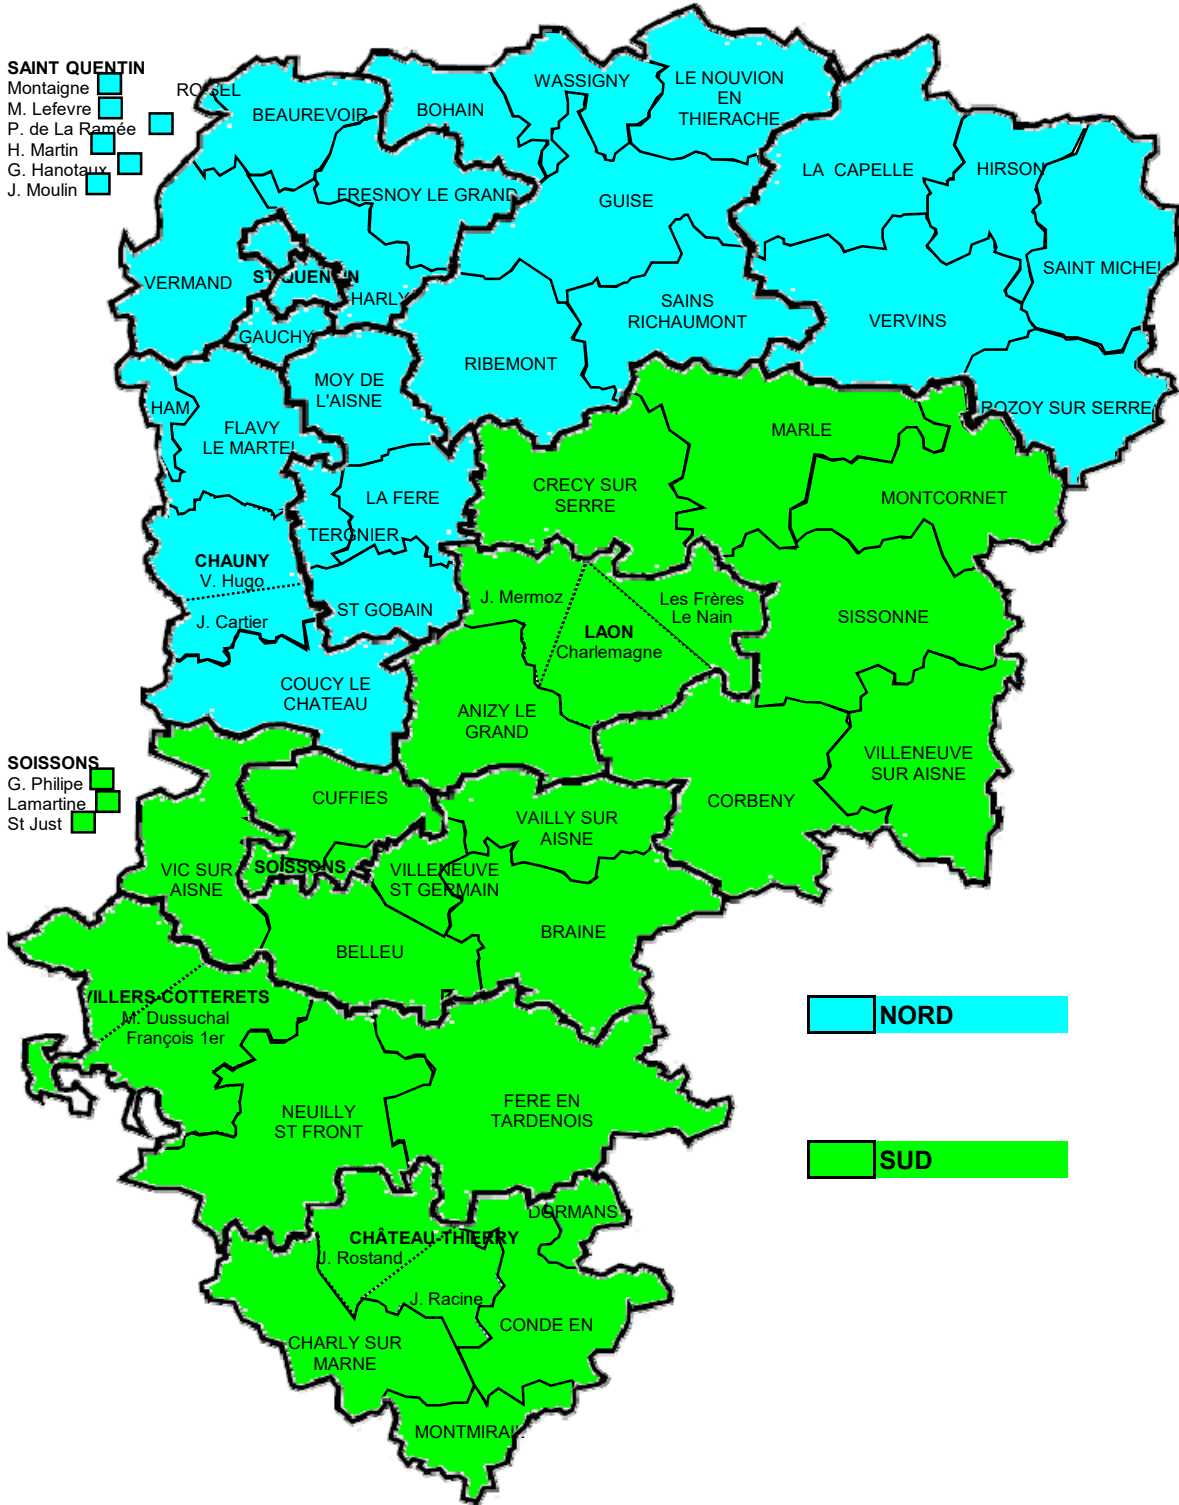 SAINT QUENTIN
Montaigne
M. Lefevre
P. de La Ramée
H. Martin
G. Hanotaux
J. Moulin
ROISEL
BEAUREVOIR
BOHAIN
WASSIGNY
LE NOUVION
EN
THIERACHE
FRESNOY LE GRAND
GUISE
LA CAPELLE
HIRSON
SAINT MICHEL
VERMAND
ST QUENTIN
HARLY
GAUCHY
SAINS
RICHAUMONT
VERVINS
RIBEMONT
MOY DE
L'AISNE
HAM
FLAVY
LE MARTEL
ROZOY SUR SERRE
MARLE
CRECY SUR
SERRE
MONTCORNET
LA FERE
TERGNIER
CHAUNY
V. Hugo
J. Cartier
ST GOBAIN
J. Mermoz
Les Frères
Le Nain
LAON
Charlemagne
SISSONNE
COUCY LE
CHATEAU
ANIZY LE
GRAND
VILLENEUVE
SUR AISNE
SOISSONS
G. Philipe
Lamartine
St Just
CUFFIES
CORBENY
VAILLY SUR
AISNE
VIC SUR
AISNE
SOISSONS
VILLENEUVE
ST GERMAIN
BRAINE
BELLEU
VILLERS-COTTERETS
M. Dussuchal
François 1er
NORD
NEUILLY
ST FRONT
FERE EN
TARDENOIS
SUD
DORMANS
CHÂTEAU-THIERRY
J. Rostand
J. Racine
CONDE EN
CHARLY SUR
MARNE
MONTMIRAIL